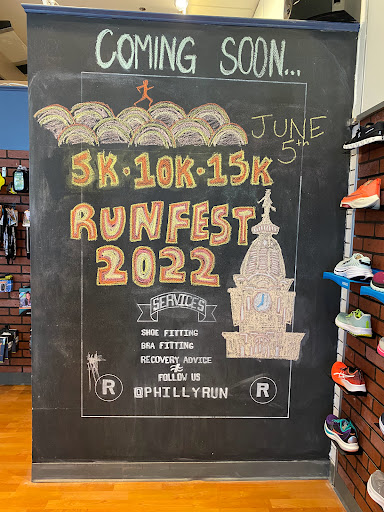 COMING SOON...
JUNE
5th
5K·10K·15K
RUNFEST
2022
SERVICES
SHOE FITTING
BRA FITTING
RECOVERY ADVICE
FOLLOW US
@PHILLYRUN
R
R